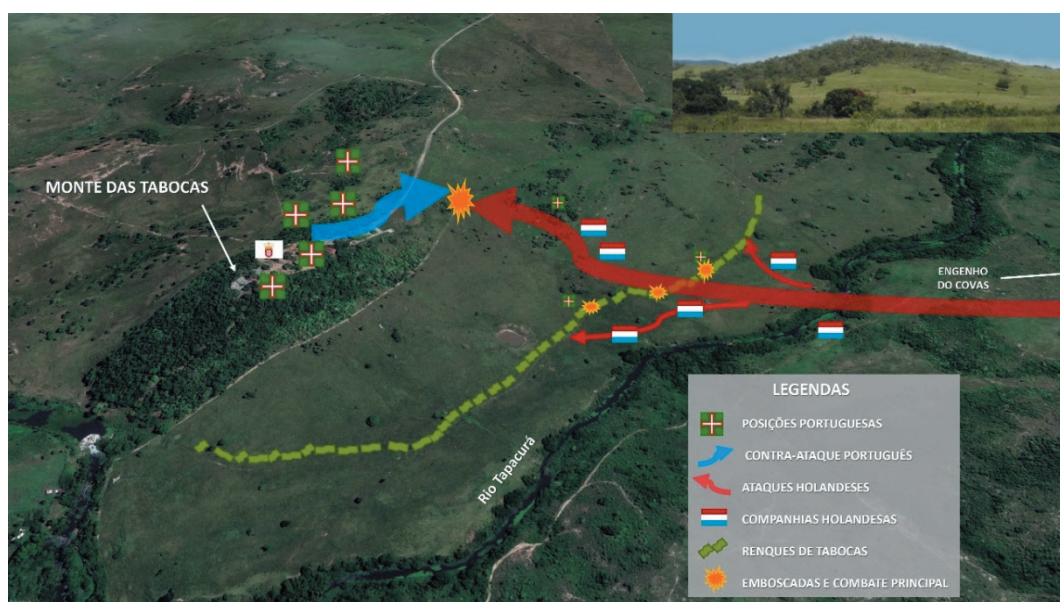 MONTE DAS TABOCAS
ENGENHO
DO COVAS
Rio Tapacurá
LEGENDAS
POSIÇÕES PORTUGUESAS
CONTRA-ATAQUE PORTUGUÊS
ATAQUES HOLANDESES
COMPANHIAS HOLANDESAS
RENQUES DE TABOCAS
EMBOSCADAS E COMBATE PRINCIPAL